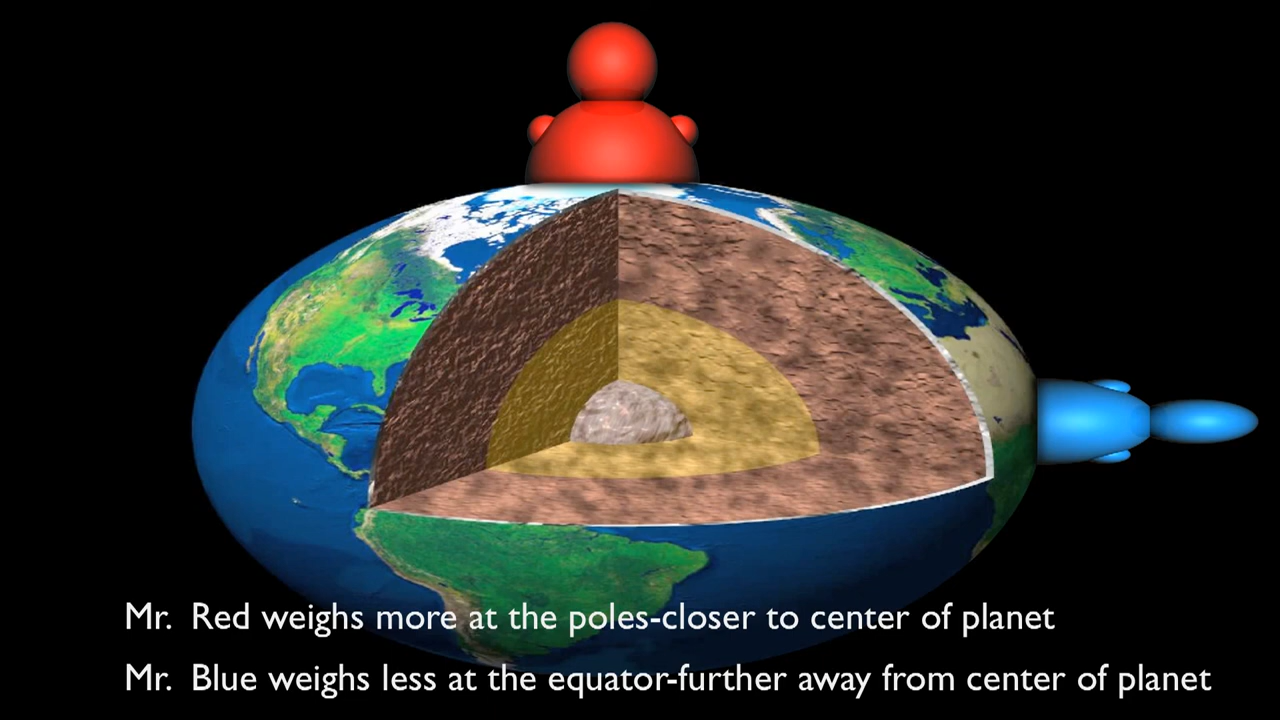 Mr. Red weighs more at the poles-closer to center of planet
Mr. Blue weighs less at the equator-further away from center of planet